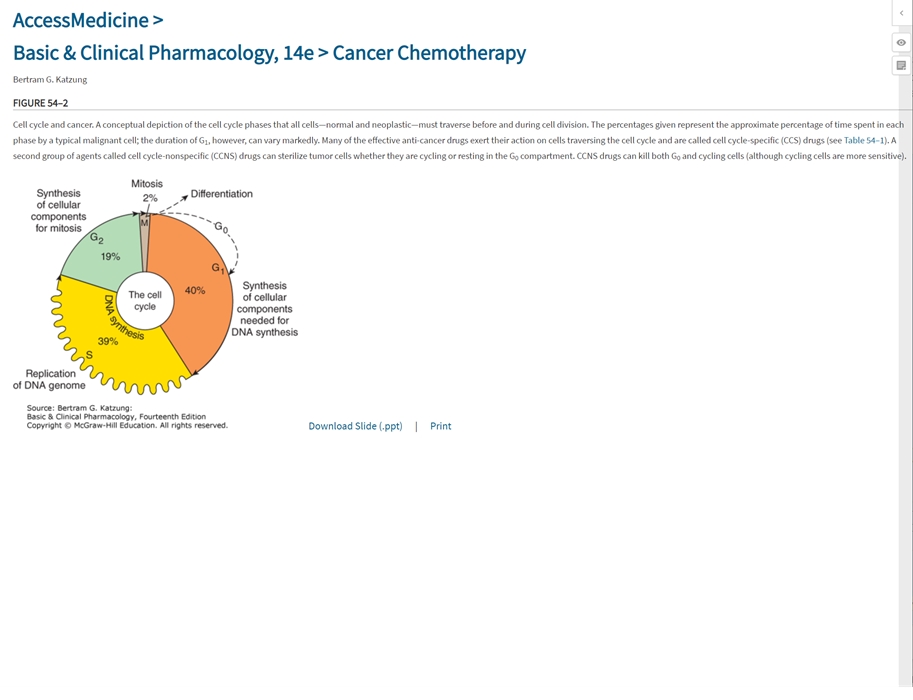 AccessMedicine >
Basic & Clinical Pharmacology, 14e > Cancer Chemotherapy
Bertram G. Katzung
FIGURE 54–2
Cell cycle and cancer. A conceptual depiction of the cell cycle phases that all cells—normal and neoplastic—must traverse before and during cell division. The percentages given represent the approximate percentage of time spent in each
phase by a typical malignant cell; the duration of G1, however, can vary markedly. Many of the effective anti-cancer drugs exert their action on cells traversing the cell cycle and are called cell cycle-specific (CCS) drugs (see Table 54–1). A
second group of agents called cell cycle-nonspecific (CCNS) drugs can sterilize tumor cells whether they are cycling or resting in the G0 compartment. CCNS drugs can kill both G0 and cycling cells (although cycling cells are more sensitive).
Synthesis
of cellular
components
for mitosis
Mitosis
2%
Differentiation
M
G0
G2
19%
G1
40%
The cell
cycle
Synthesis
of cellular
components
needed for
DNA synthesis
DNA synthesis
39%
S
Replication
of DNA genome
Source: Bertram G. Katzung:
Basic & Clinical Pharmacology, Fourteenth Edition
Copyright © McGraw-Hill Education. All rights reserved.
Download Slide (.ppt) | Print